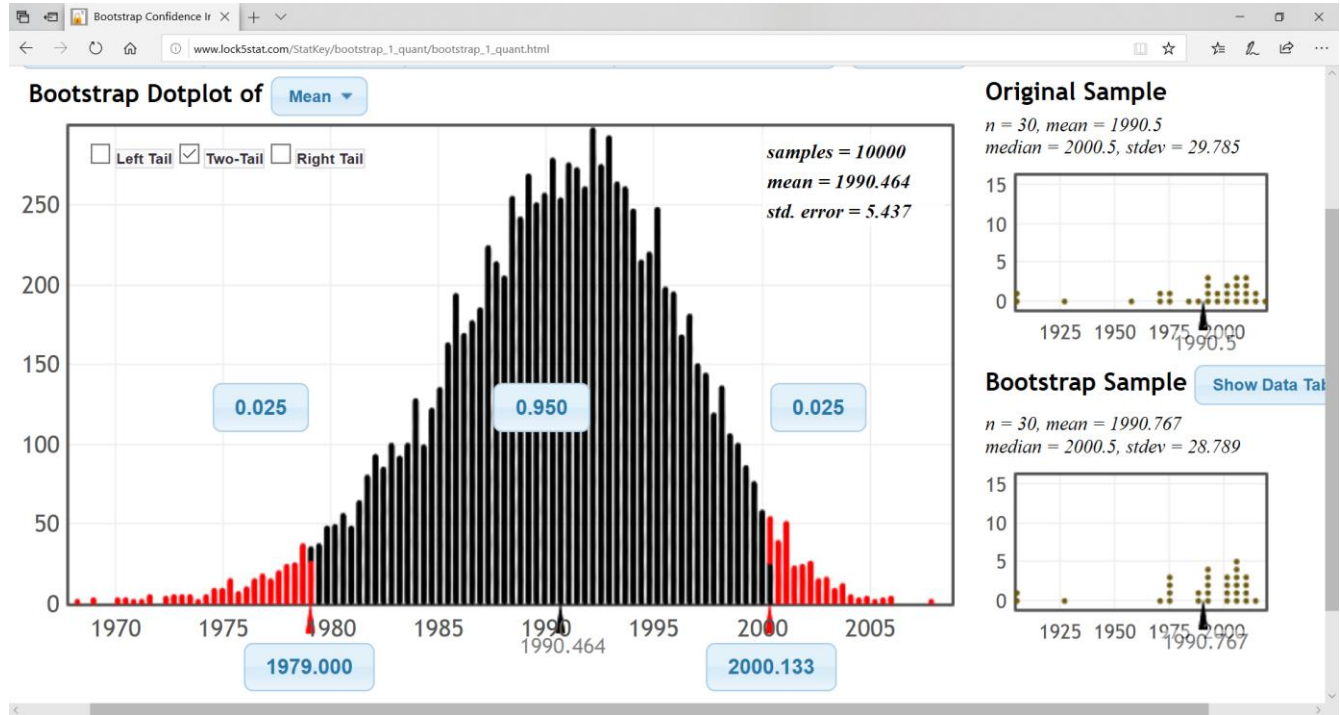 Bootstrap Confidence Ir
www.lock5stat.com/StatKey/bootstrap_1_quant/bootstrap_1_quant.html
Bootstrap Dotplot of Mean
Left Tail Two-Tail Right Tail
samples = 10000
mean = 1990.464
std. error = 5.437
250
200
150
100
50
0
0.025 0.950 0.025
1970 1975 1980 1985 1990 1995 2000 2005
1990.464
1979.000 2000.133
Original Sample
n = 30, mean = 1990.5
median = 2000.5, stdev = 29.785
15
10
5
0
1925 1950 1975 2000
1990.5
Bootstrap Sample Show Data Tab
n = 30, mean = 1990.767
median = 2000.5, stdev = 28.789
15
10
5
0
1925 1950 1975 2000
1990.767